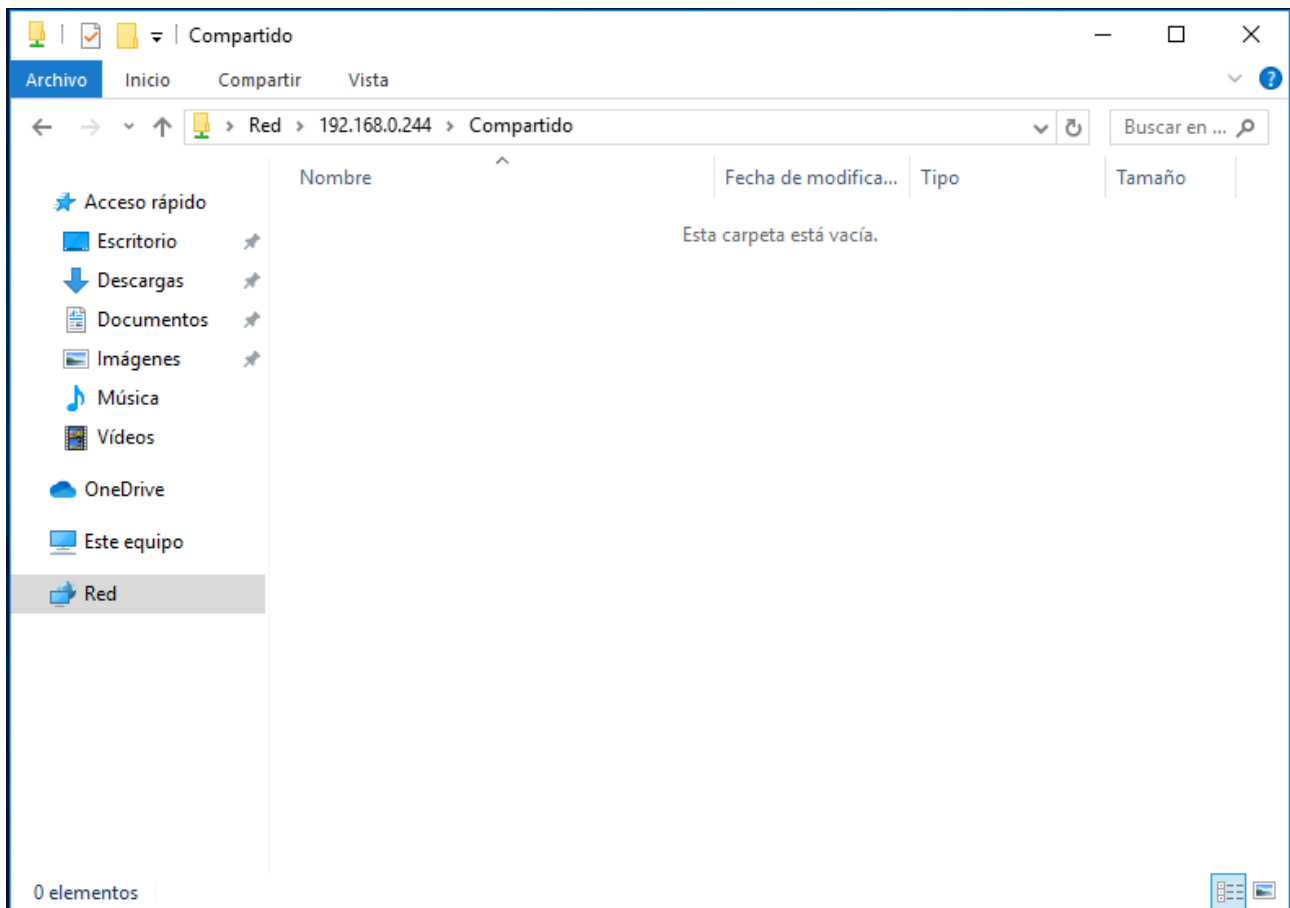 Compartido
Archivo Inicio Compartir Vista
Red > 192.168.0.244 > Compartido Buscar en ...
Nombre Fecha de modifica... Tipo Tamaño
Esta carpeta está vacía.
Acceso rápido
Escritorio
Descargas
Documentos
Imágenes
Música
Vídeos
OneDrive
Este equipo
Red
0 elementos